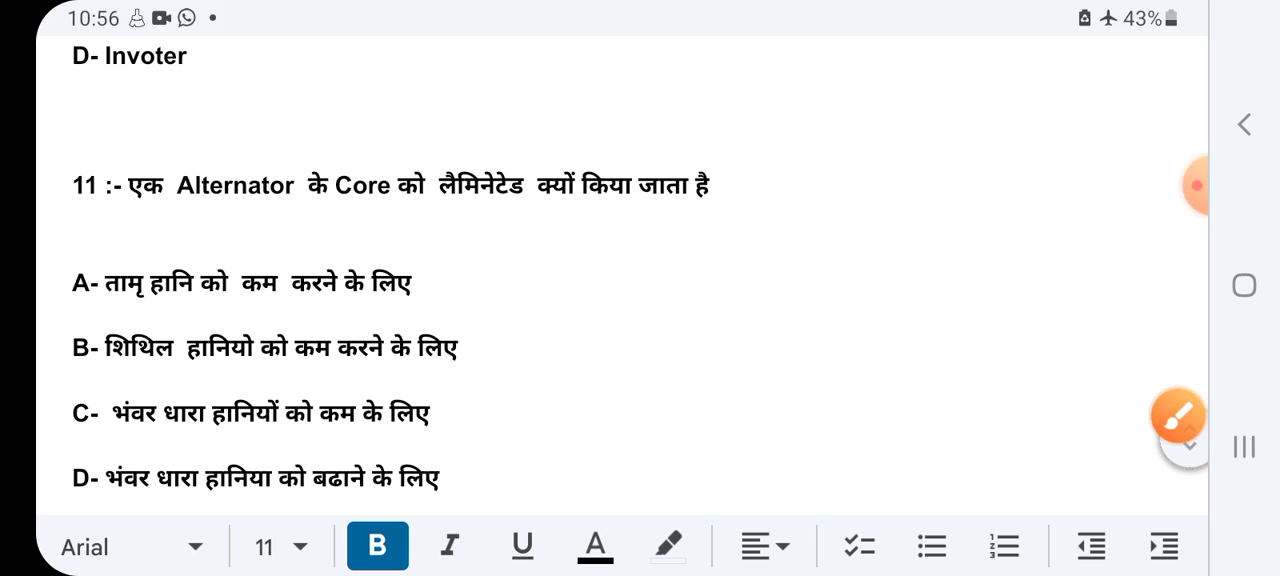 10:56
43%
D- Invoter
11 :- एक Alternator के Core को लैमिनेटेड क्यों किया जाता है
A- तामृ हानि को कम करने के लिए
B- शिथिल हानियो को कम करने के लिए
C- भंवर धारा हानियों को कम के लिए
D- भंवर धारा हानिया को बढाने के लिए
Arial
11
B I U A